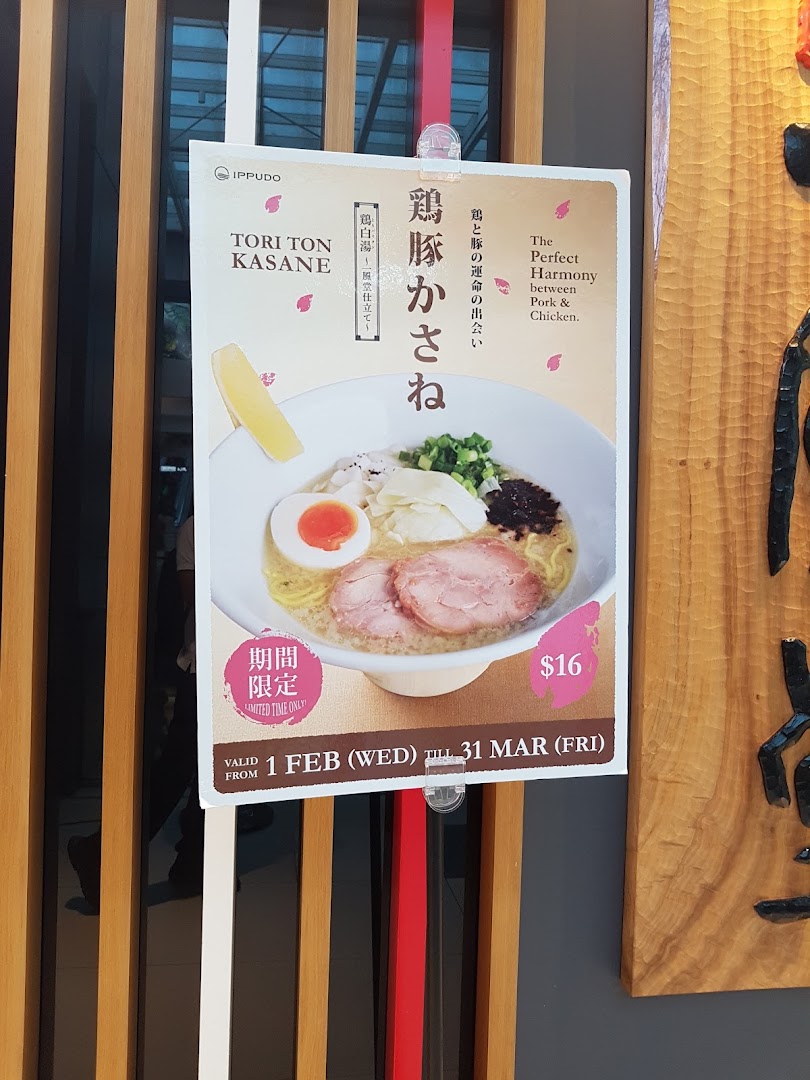 IPPUDO
TORI TON
KASANE
鶏白湯
~一風堂仕立て~
鶏豚かさね
鶏と豚の運命の出会い
The
Perfect
Harmony
between
Pork &
Chicken.
期間
限定
LIMITED TIME ONLY!
$16
VALID
FROM
1 FEB (WED) TILL 31 MAR (FRI)